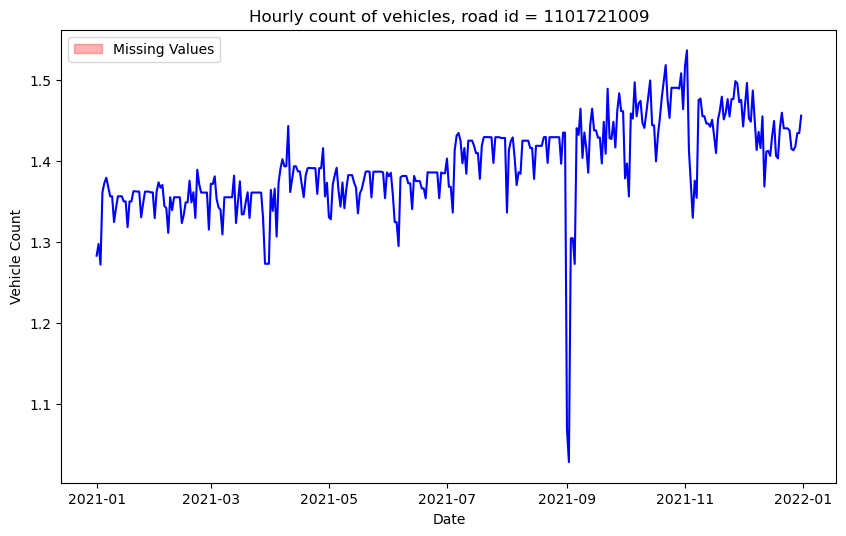 Hourly count of vehicles, road id = 1101721009
Missing Values
Vehicle Count
1.5
1.4
1.3
1.2
1.1
2021-01 2021-03 2021-05 2021-07 2021-09 2021-11 2022-01
Date